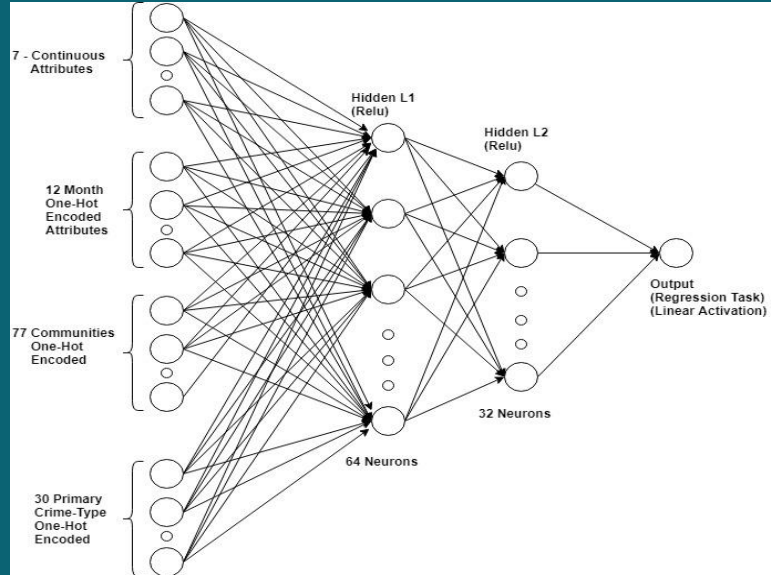 7 - Continuous
Attributes
12 Month
One-Hot
Encoded
Attributes
77 Communities
One-Hot
Encoded
30 Primary
Crime-Type
One-Hot
Encoded
Hidden L1
(Relu)
64 Neurons
Hidden L2
(Relu)
32 Neurons
Output
(Regression Task)
(Linear Activation)